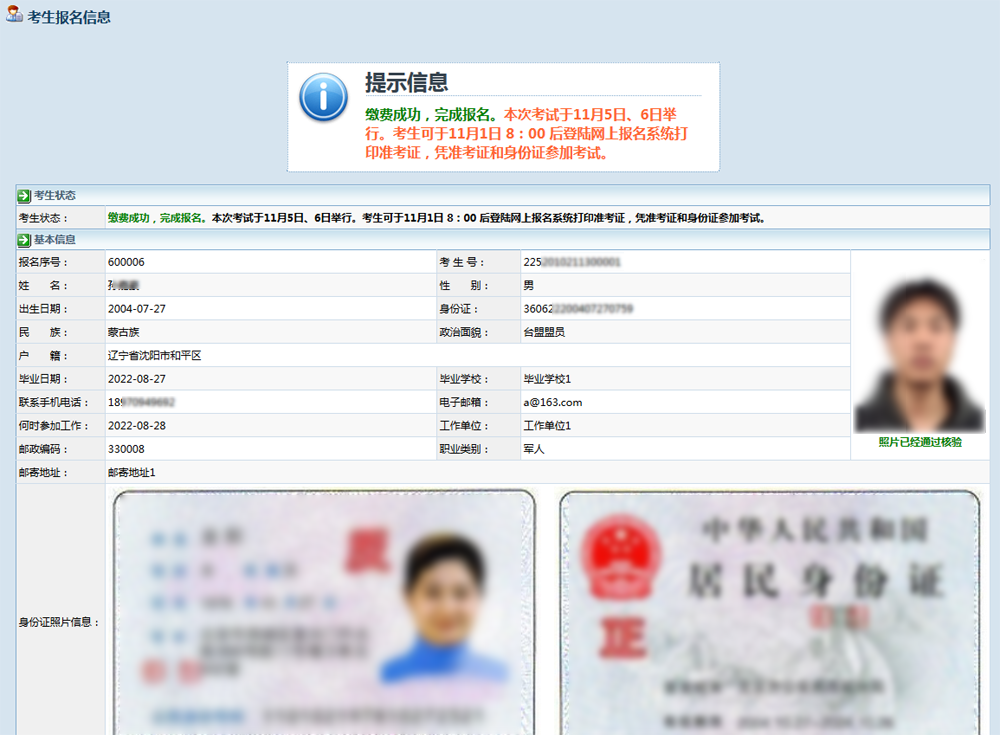 考生报名信息
提示信息
缴费成功，完成报名。本次考试于11月5日、6日举
行。考生可于11月1日 8：00 后登陆网上报名系统打
印准考证，凭准考证和身份证参加考试。
考生状态
考生状态： 缴费成功，完成报名。本次考试于11月5日、6日举行。考生可于11月1日 8：00 后登陆网上报名系统打印准考证，凭准考证和身份证参加考试。
基本信息
报名序号： 600006 考 生 号： 225
姓 名： 性 别： 男
出生日期： 2004-07-27 身份证： 36062
民 族： 蒙古族 政治面貌： 台盟盟员
户 籍： 辽宁省沈阳市和平区
毕业日期： 2022-08-27 毕业学校： 毕业学校1
联系手机电话： 18 电子邮箱： a@163.com
何时参加工作： 2022-08-28 工作单位： 工作单位1
邮政编码： 330008 职业类别： 军人
照片已经通过核验
邮寄地址： 邮寄地址1
身份证照片信息：
中华人民共和国
居民身份证
正